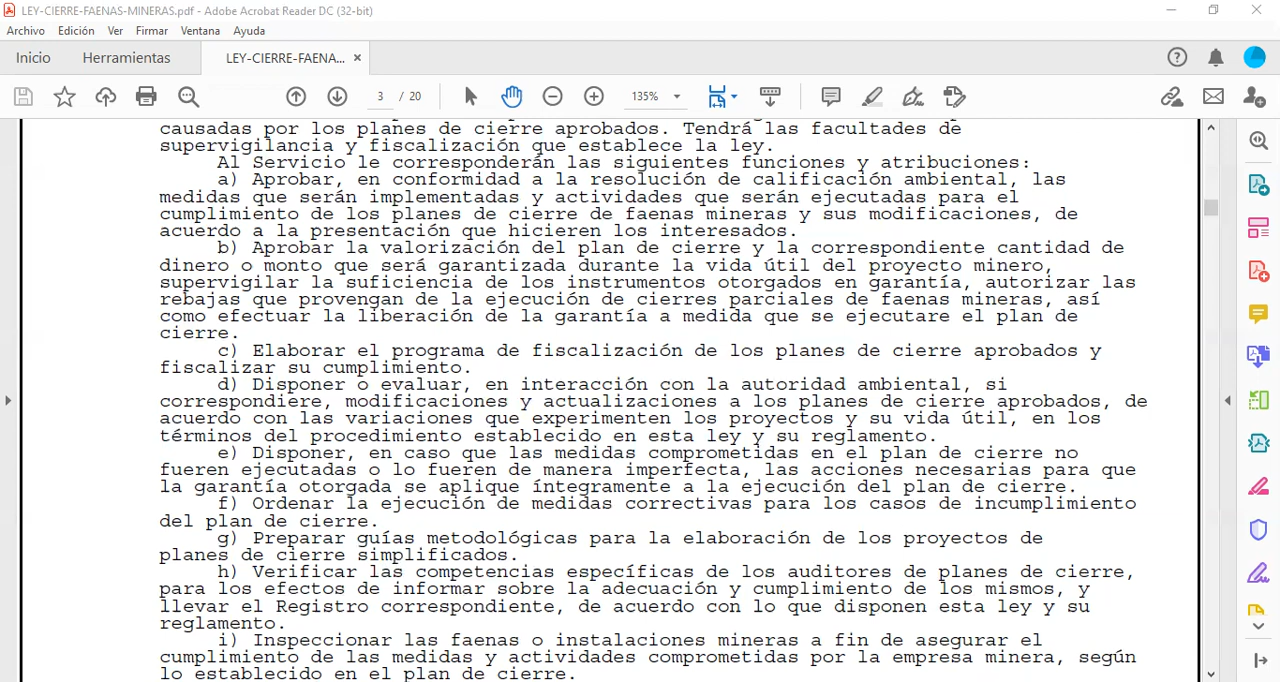 LEY-CIERRE-FAENAS-MINERAS.pdf - Adobe Acrobat Reader DC (32-bit)
Archivo Edición Ver Firmar Ventana Ayuda
Inicio Herramientas LEY-CIERRE-FAENA... ×
3 / 20 135%
causadas por los planes de cierre aprobados. Tendrá las facultades de
supervigilancia y fiscalización que establece la ley.
Al Servicio le corresponderán las siguientes funciones y atribuciones:
a) Aprobar, en conformidad a la resolución de calificación ambiental, las
medidas que serán implementadas y actividades que serán ejecutadas para el
cumplimiento de los planes de cierre de faenas mineras y sus modificaciones, de
acuerdo a la presentación que hicieren los interesados.
b) Aprobar la valorización del plan de cierre y la correspondiente cantidad de
dinero o monto que será garantizada durante la vida útil del proyecto minero,
supervigilar la suficiencia de los instrumentos otorgados en garantía, autorizar las
rebajas que provengan de la ejecución de cierres parciales de faenas mineras, así
como efectuar la liberación de la garantía a medida que se ejecutare el plan de
cierre.
c) Elaborar el programa de fiscalización de los planes de cierre aprobados y
fiscalizar su cumplimiento.
d) Disponer o evaluar, en interacción con la autoridad ambiental, si
correspondiere, modificaciones y actualizaciones a los planes de cierre aprobados, de
acuerdo con las variaciones que experimenten los proyectos y su vida útil, en los
términos del procedimiento establecido en esta ley y su reglamento.
e) Disponer, en caso que las medidas comprometidas en el plan de cierre no
fueren ejecutadas o lo fueren de manera imperfecta, las acciones necesarias para que
la garantía otorgada se aplique íntegramente a la ejecución del plan de cierre.
f) Ordenar la ejecución de medidas correctivas para los casos de incumplimiento
del plan de cierre.
g) Preparar guías metodológicas para la elaboración de los proyectos de
planes de cierre simplificados.
h) Verificar las competencias específicas de los auditores de planes de cierre,
para los efectos de informar sobre la adecuación y cumplimiento de los mismos, y
llevar el Registro correspondiente, de acuerdo con lo que disponen esta ley y su
reglamento.
i) Inspeccionar las faenas o instalaciones mineras a fin de asegurar el
cumplimiento de las medidas y actividades comprometidas por la empresa minera, según
lo establecido en el plan de cierre.